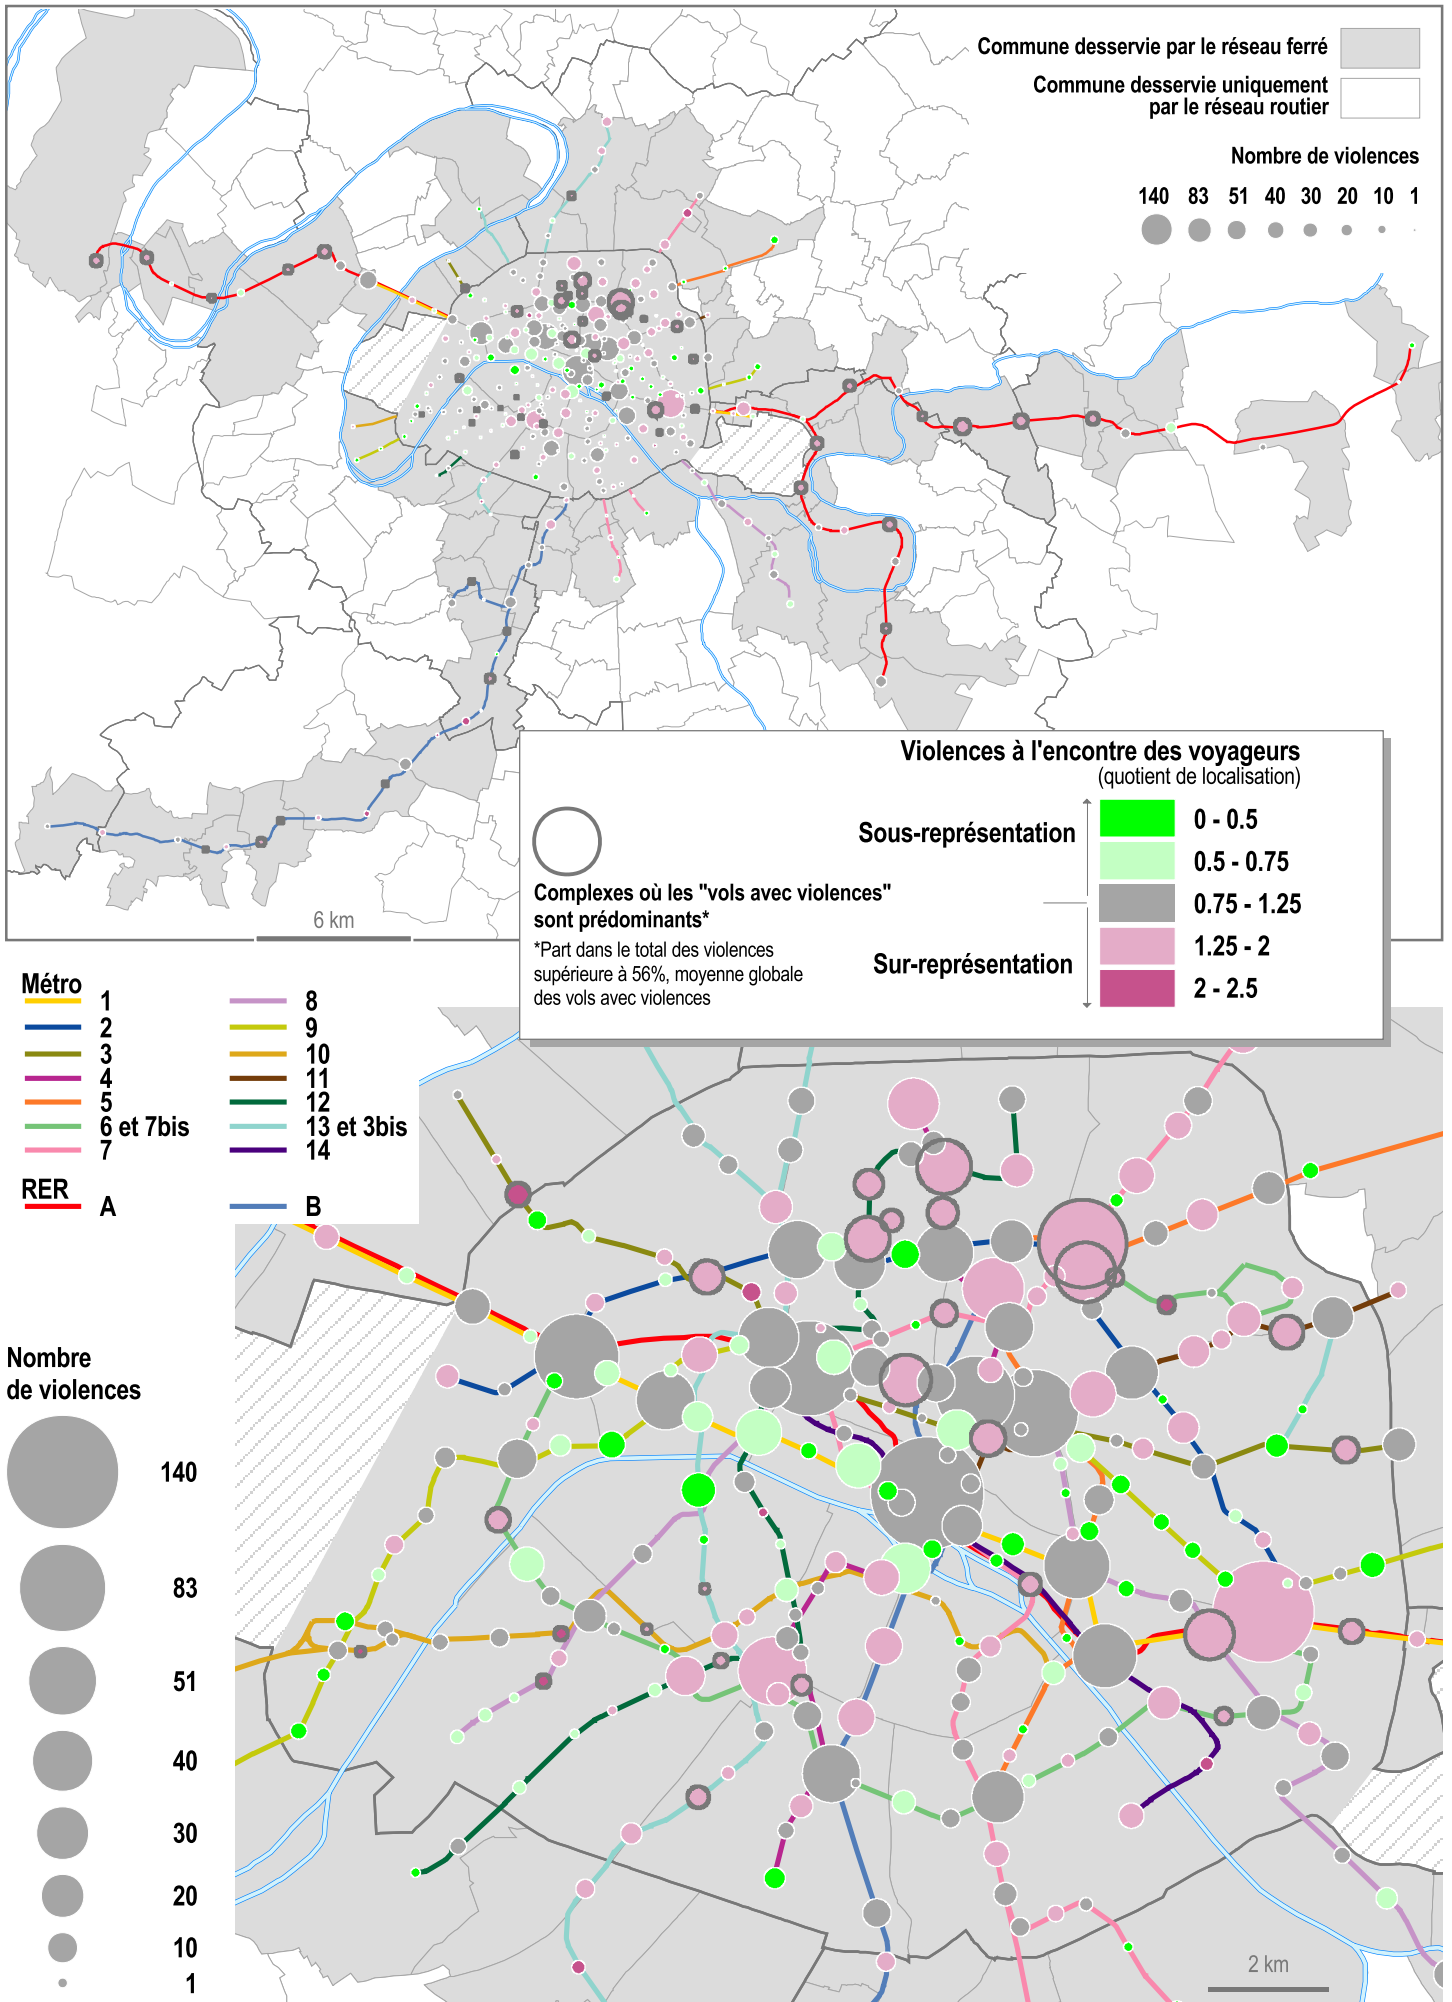 Commune desservie par le réseau ferré
Commune desservie uniquement
par le réseau routier
Nombre de violences
140 83 51 40 30 20 10 1
Violences à l'encontre des voyageurs
(quotient de localisation)
Sous-représentation
0 - 0.5
0.5 - 0.75
0.75 - 1.25
Sur-représentation
1.25 - 2
2 - 2.5
Complexes où les "vols avec violences"
sont prédominants*
*Part dans le total des violences
supérieure à 56%, moyenne globale
des vols avec violences
6 km
Métro
1 8
2 9
3 10
4 11
5 12
6 et 7bis 13 et 3bis
7 14
RER
A B
Nombre
de violences
140
83
51
40
30
20
10
1
2 km